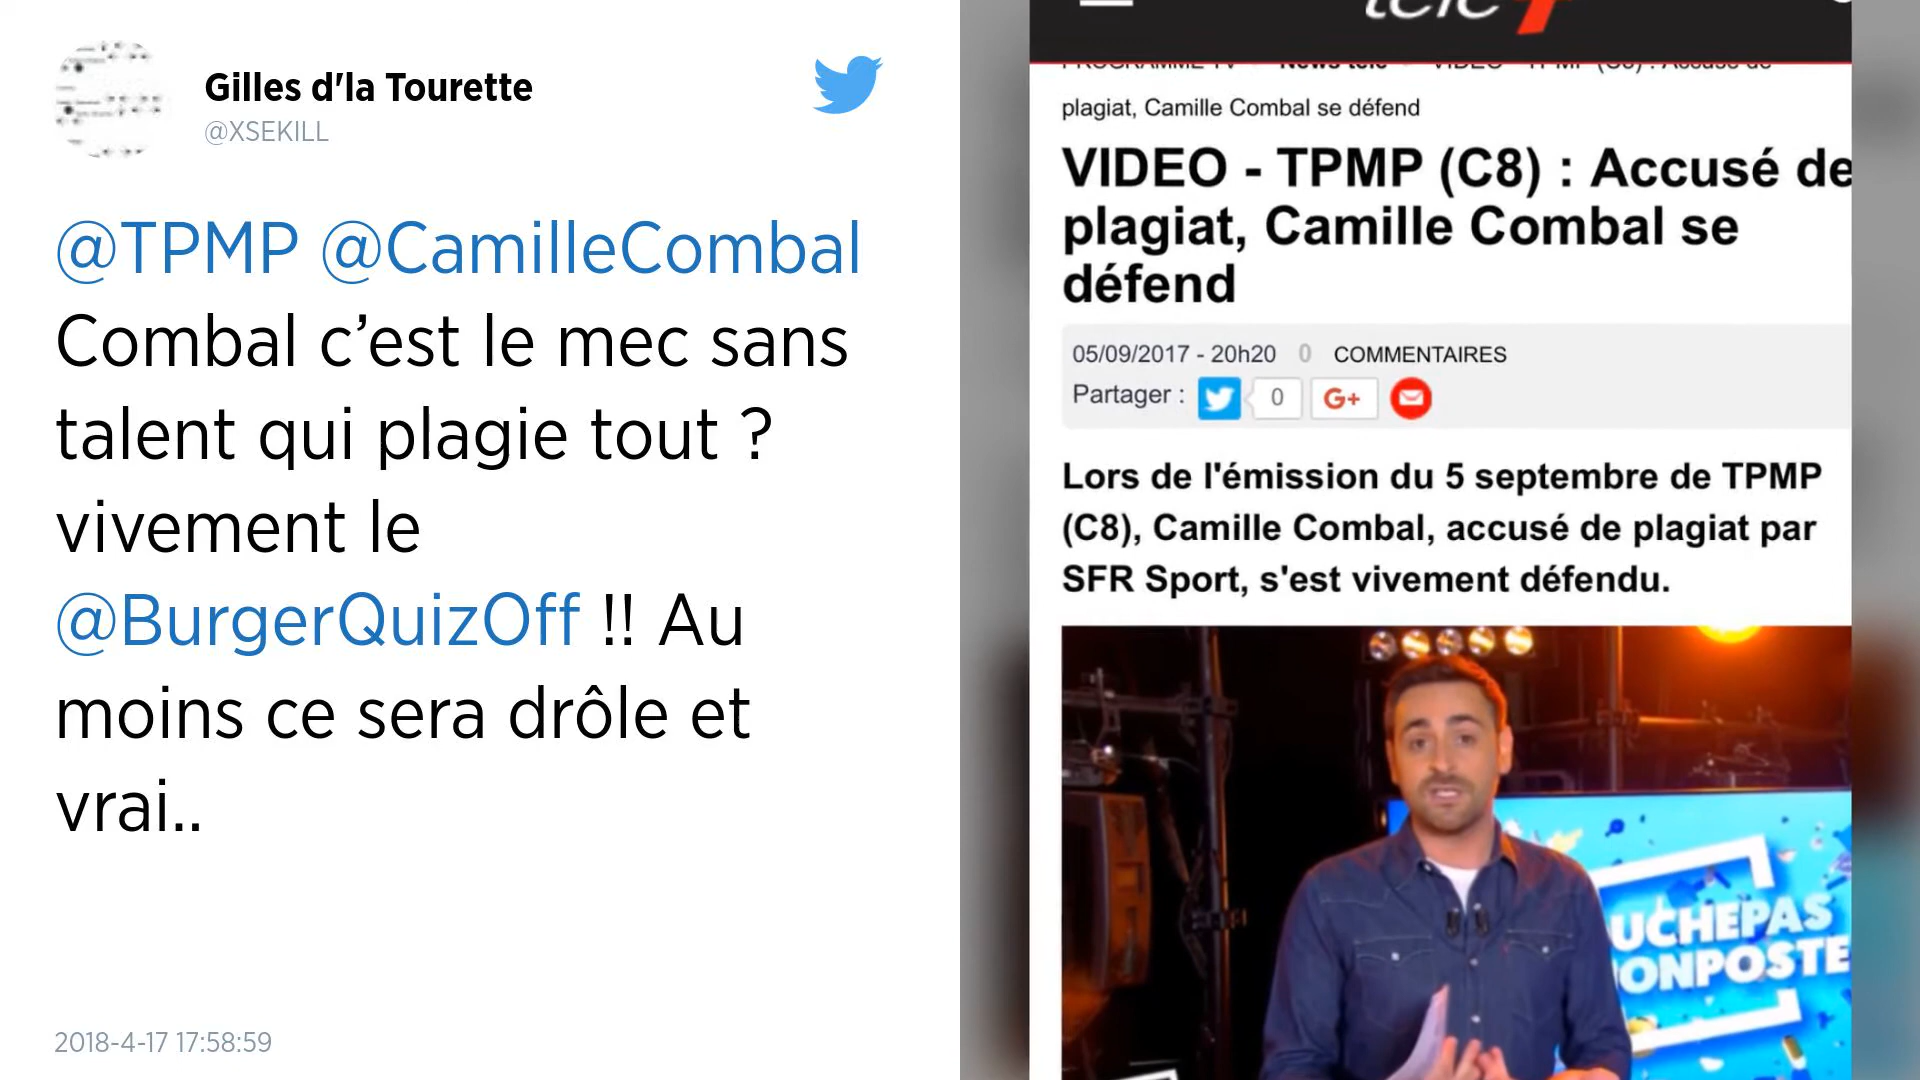 Gilles d'la Tourette
@XSEKILL
@TPMP @CamilleCombal
Combal c’est le mec sans
talent qui plagie tout ?
vivement le
@BurgerQuizOff !! Au
moins ce sera drôle et
vrai..
2018-4-17 17:58:59
plagiat, Camille Combal se défend
VIDEO - TPMP (C8) : Accusé de
plagiat, Camille Combal se
défend
05/09/2017 - 20h20 0 COMMENTAIRES
Partager : 0 G+
Lors de l'émission du 5 septembre de TPMP
(C8), Camille Combal, accusé de plagiat par
SFR Sport, s'est vivement défendu.
UCHEPAS
ONPOSTE